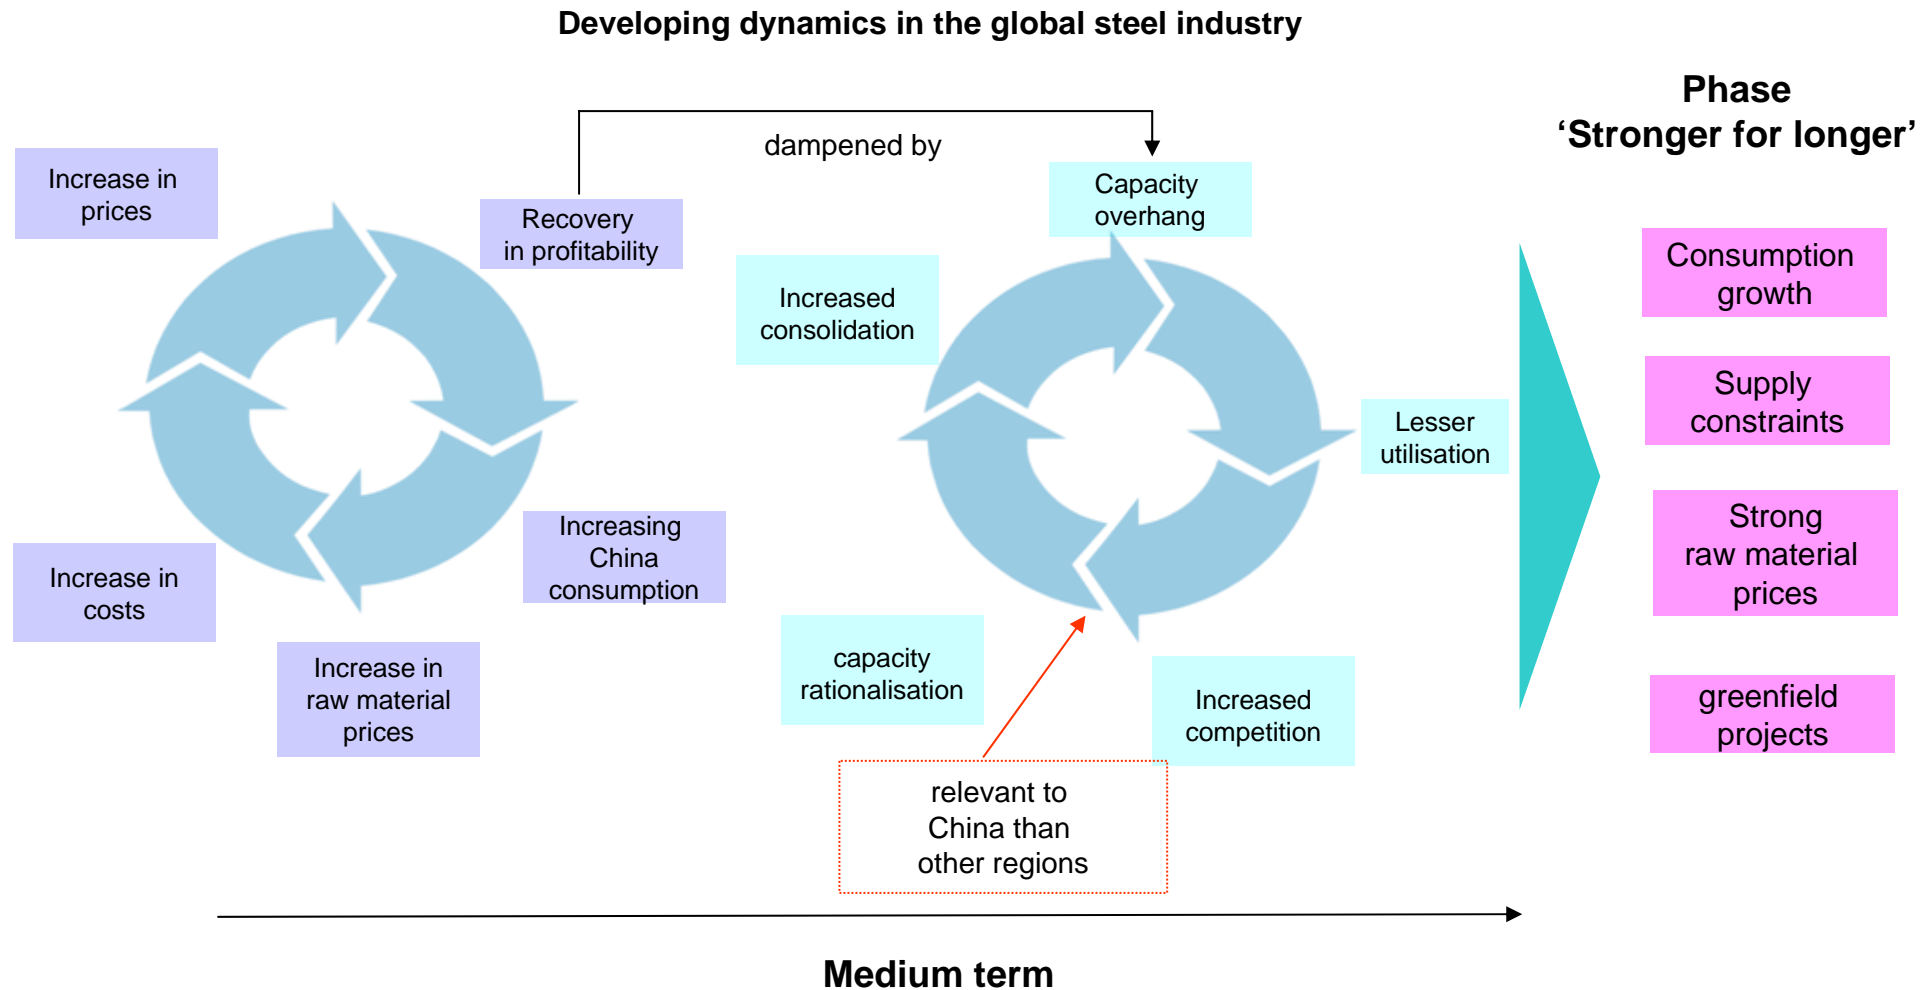 Developing dynamics in the global steel industry
Phase
‘Stronger for longer’
dampened by
Increase in
prices
Recovery
in profitability
Increasing
China
consumption
Increase in
raw material
prices
Increase in
costs
Capacity
overhang
Increased
consolidation
Lesser
utilisation
capacity
rationalisation
Increased
competition
relevant to
China than
other regions
Consumption
growth
Supply
constraints
Strong
raw material
prices
greenfield
projects
Medium term